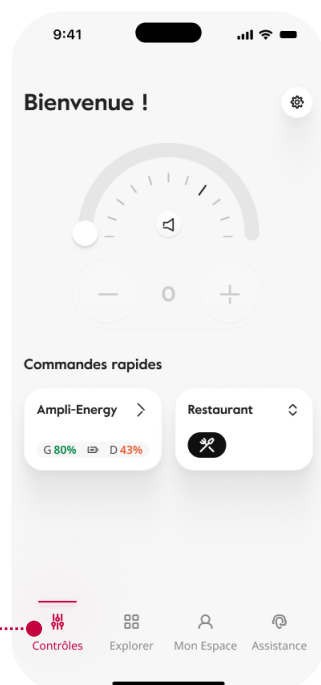 9:41
Bienvenue !
0
Commandes rapides
Ampli-Energy
Restaurant
G 80% D 43%
Contrôles Explorer Mon Espace Assistance